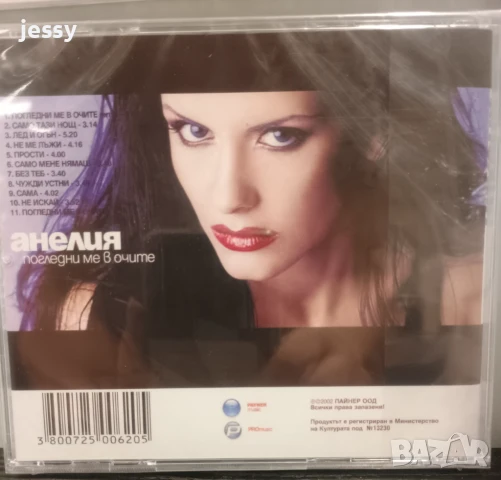 jessy
1. ПОГЛЕДНИ МЕ В ОЧИТЕ
2. САМО ТАЗИ НОЩ - 3.14
3. ЛЕД И ОГЪН - 5.20
4. НЕ МЕ ЛЪЖИ - 4.16
5. ПРОСТИ - 4.00
6. САМО МЕНЕ НЯМАШ
7. БЕЗ ТЕБ - 3.46
8. ЧУЖДИ УСТНИ
9. САМА - 4.02
10. НЕ ИСКАМ
11. ПОГЛЕДНИ
анелия
погледни ме в очите
3 800725 006205
ПАЙНЕР ООД
Всички права запазени!
Продуктът е регистриран в Министерство
на Културата под №12230
BAZAR